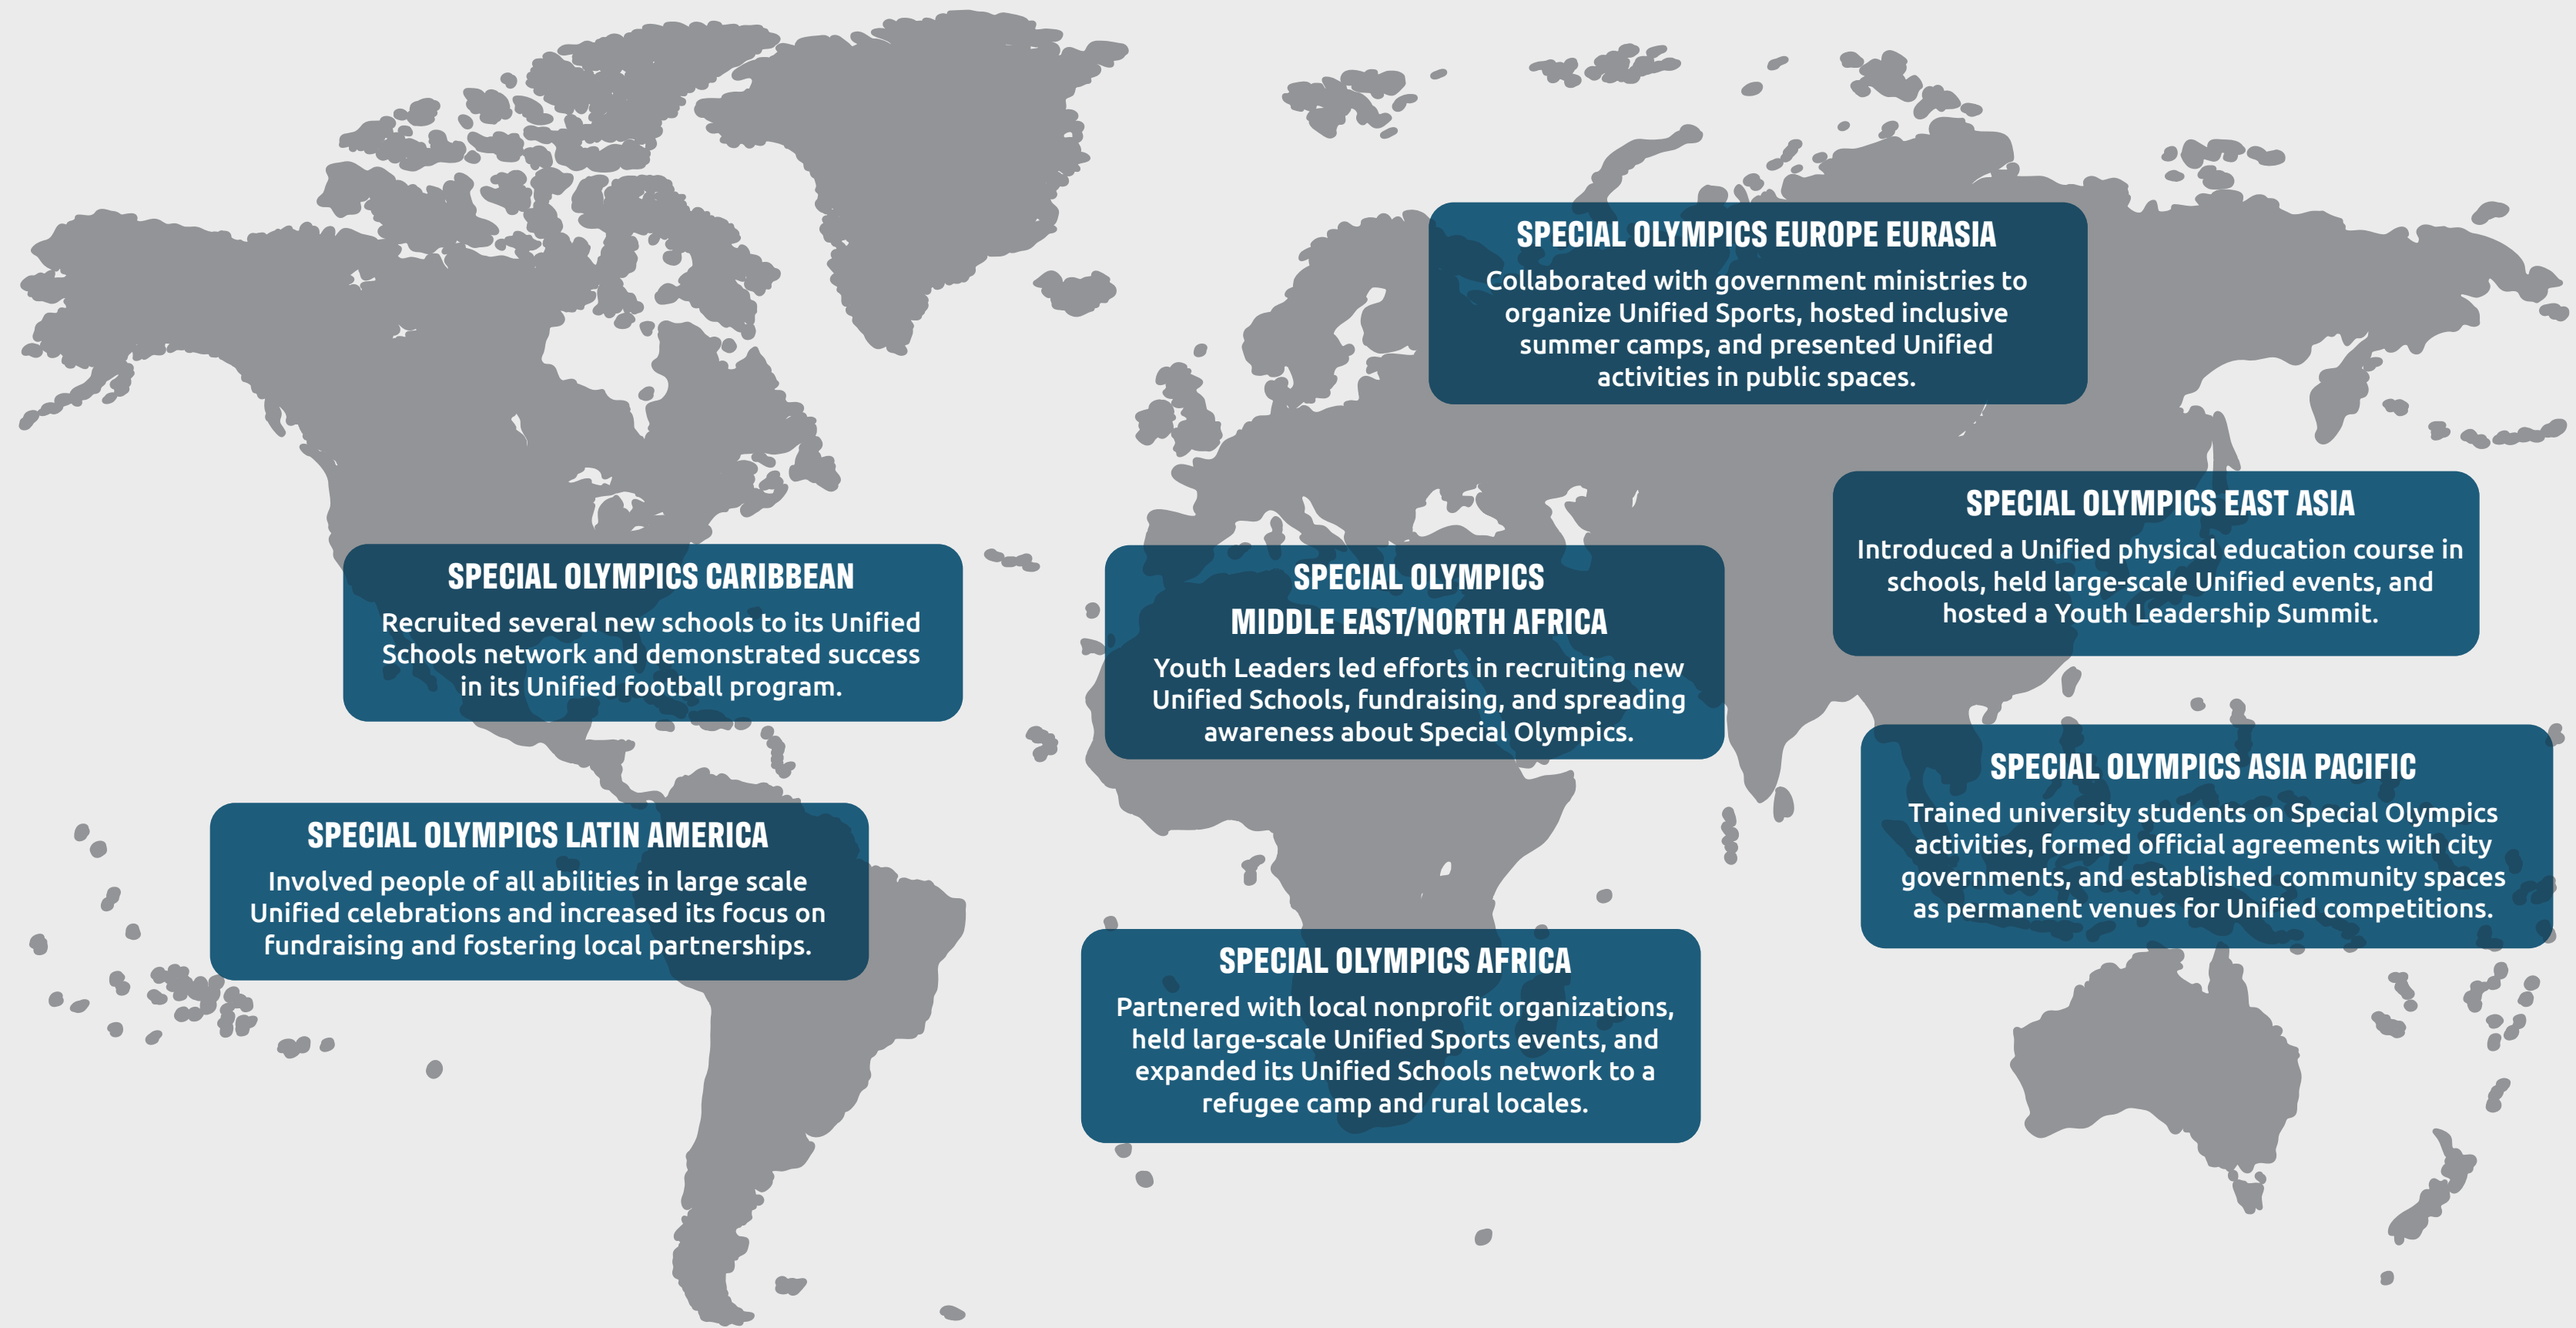 SPECIAL OLYMPICS EUROPE EURASIA
Collaborated with government ministries to
organize Unified Sports, hosted inclusive
summer camps, and presented Unified
activities in public spaces.
SPECIAL OLYMPICS EAST ASIA
Introduced a Unified physical education course in
schools, held large-scale Unified events, and
hosted a Youth Leadership Summit.
SPECIAL OLYMPICS CARIBBEAN
Recruited several new schools to its Unified
Schools network and demonstrated success
in its Unified football program.
SPECIAL OLYMPICS
MIDDLE EAST/NORTH AFRICA
Youth Leaders led efforts in recruiting new
Unified Schools, fundraising, and spreading
awareness about Special Olympics.
SPECIAL OLYMPICS ASIA PACIFIC
Trained university students on Special Olympics
activities, formed official agreements with city
governments, and established community spaces
as permanent venues for Unified competitions.
SPECIAL OLYMPICS LATIN AMERICA
Involved people of all abilities in large scale
Unified celebrations and increased its focus on
fundraising and fostering local partnerships.
SPECIAL OLYMPICS AFRICA
Partnered with local nonprofit organizations,
held large-scale Unified Sports events, and
expanded its Unified Schools network to a
refugee camp and rural locales.